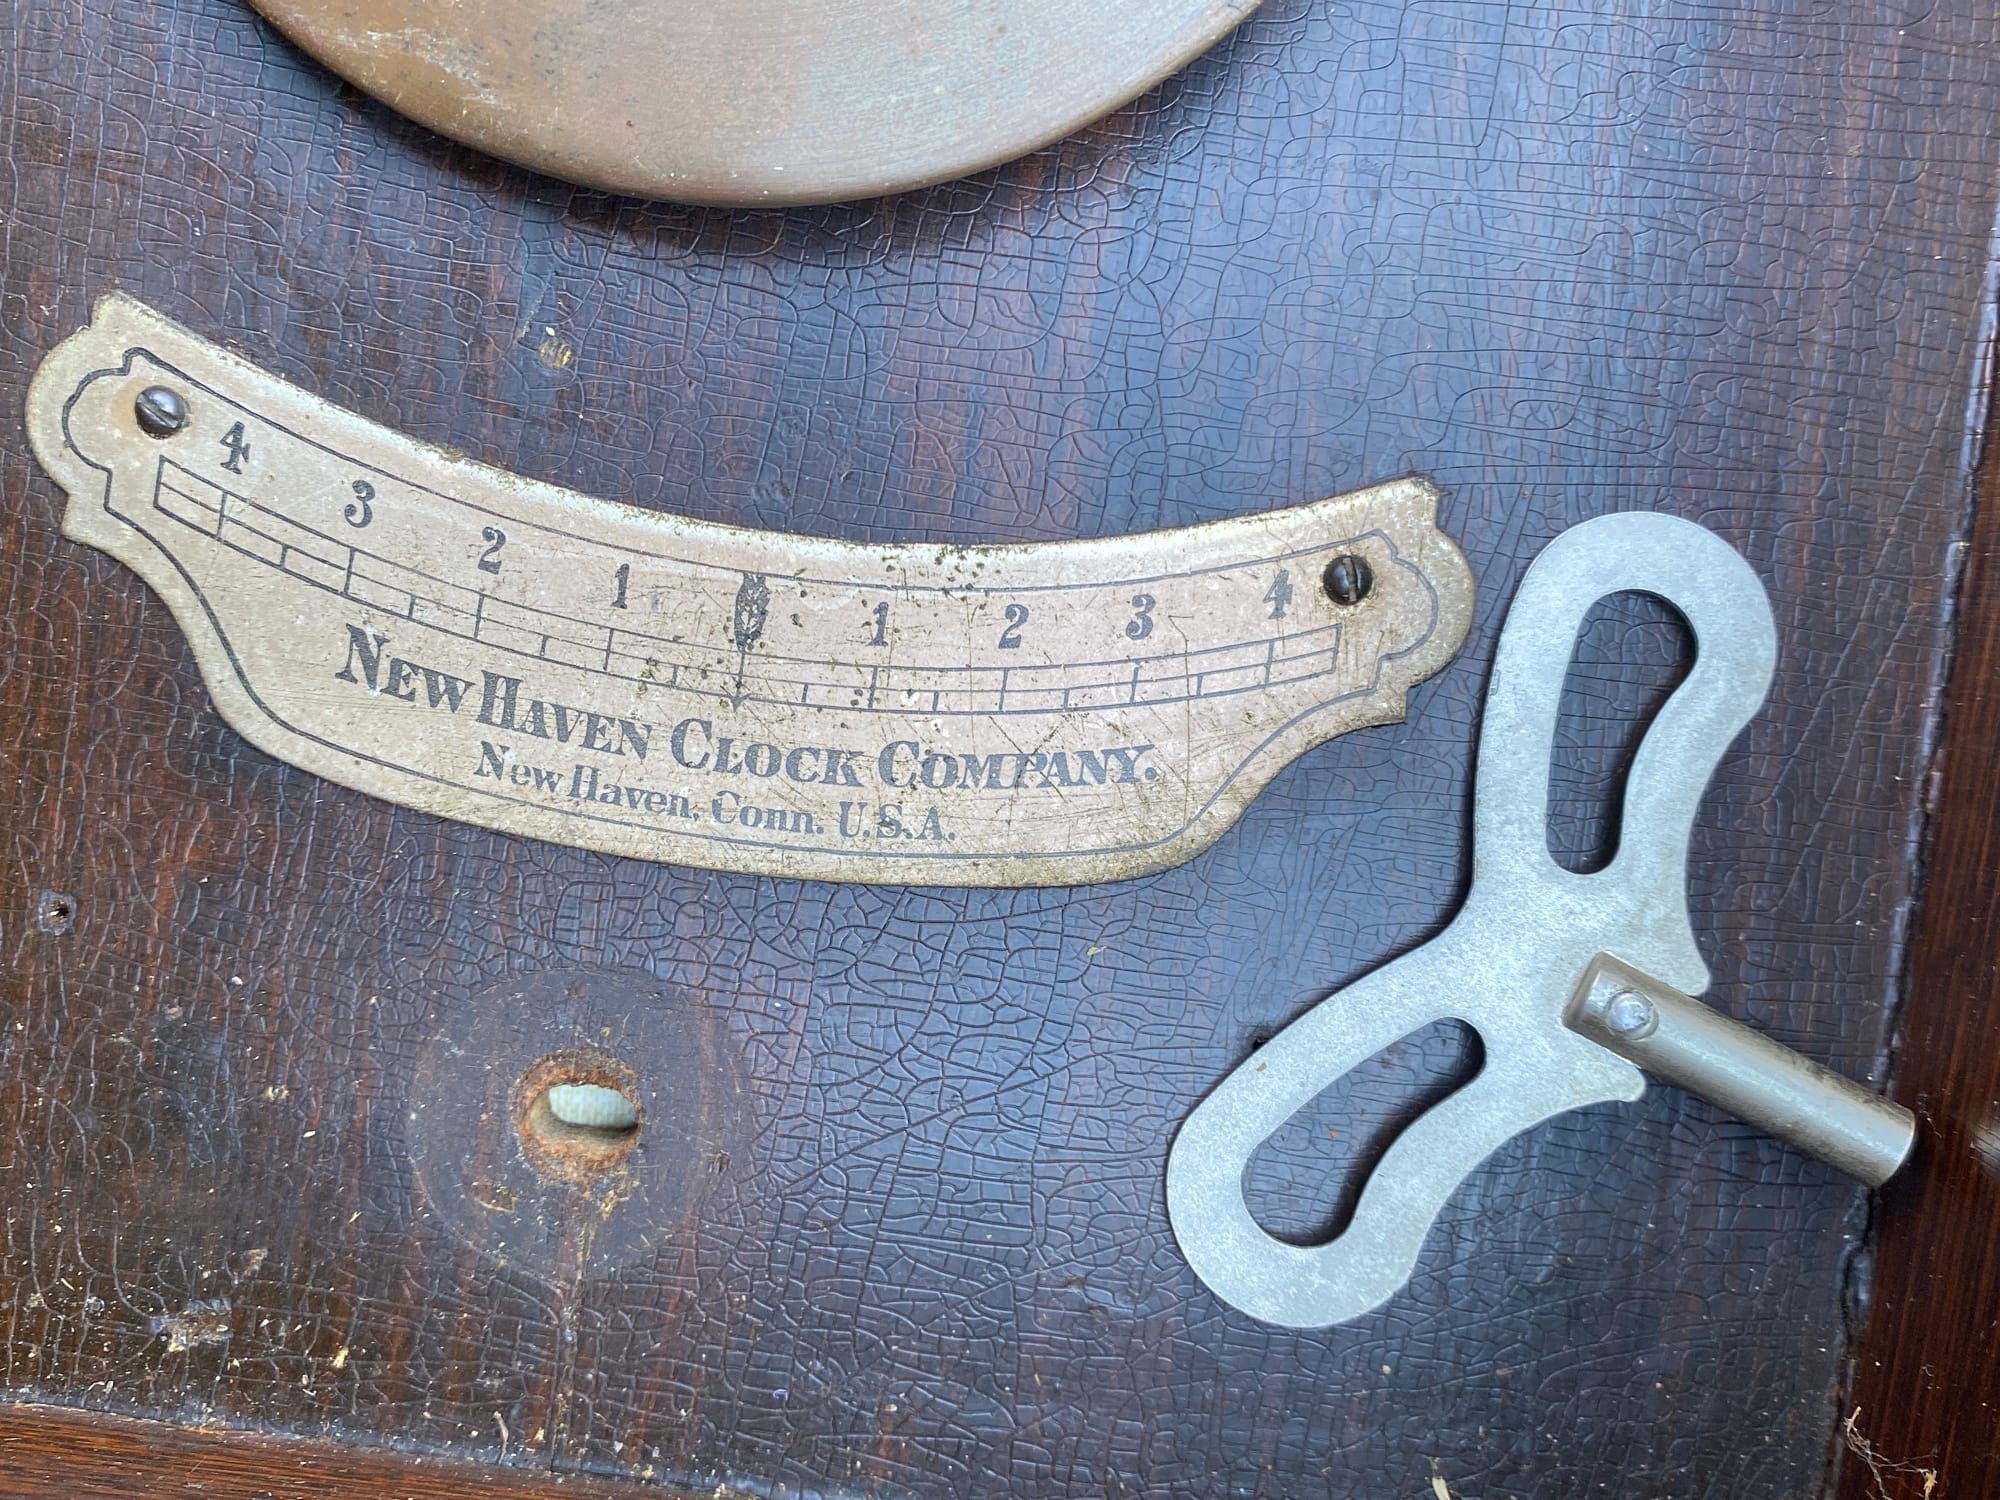 4 3 2 1 0 1 2 3 4
NEW HAVEN CLOCK COMPANY.
New Haven, Conn. U.S.A.